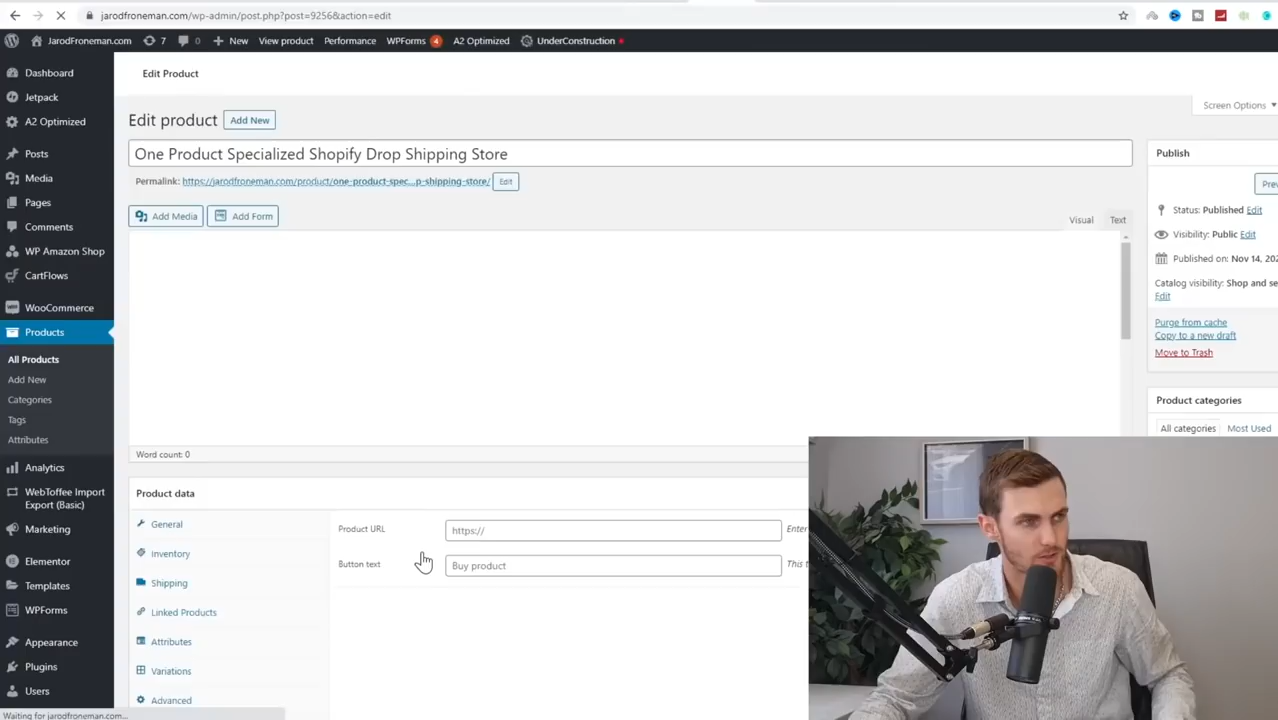 jarodfroneman.com/wp-admin/post.php?post=9256&action=edit
JarodFroneman.com 7 0 New View product Performance WPForms 4 A2 Optimized UnderConstruction
Dashboard
Jetpack
A2 Optimized
Posts
Media
Pages
Comments
WP Amazon Shop
CartFlows
WooCommerce
Products
All Products
Add New
Categories
Tags
Attributes
Analytics
WebToffee Import
Export (Basic)
Marketing
Elementor
Templates
WPForms
Appearance
Plugins
Users
Waiting for jarodfroneman.com...
Edit Product
Screen Options
Edit product Add New
One Product Specialized Shopify Drop Shipping Store
Permalink: https://jarodfroneman.com/product/one-product-spec...p-shipping-store/ Edit
Add Media Add Form
Visual Text
Word count: 0
Product data
General
Inventory
Shipping
Linked Products
Attributes
Variations
Advanced
Product URL https:// Enter
Button text Buy product This t
Publish
Prev
Status: Published Edit
Visibility: Public Edit
Published on: Nov 14, 202
Catalog visibility: Shop and se
Edit
Purge from cache
Copy to a new draft
Move to Trash
Product categories
All categories Most Used